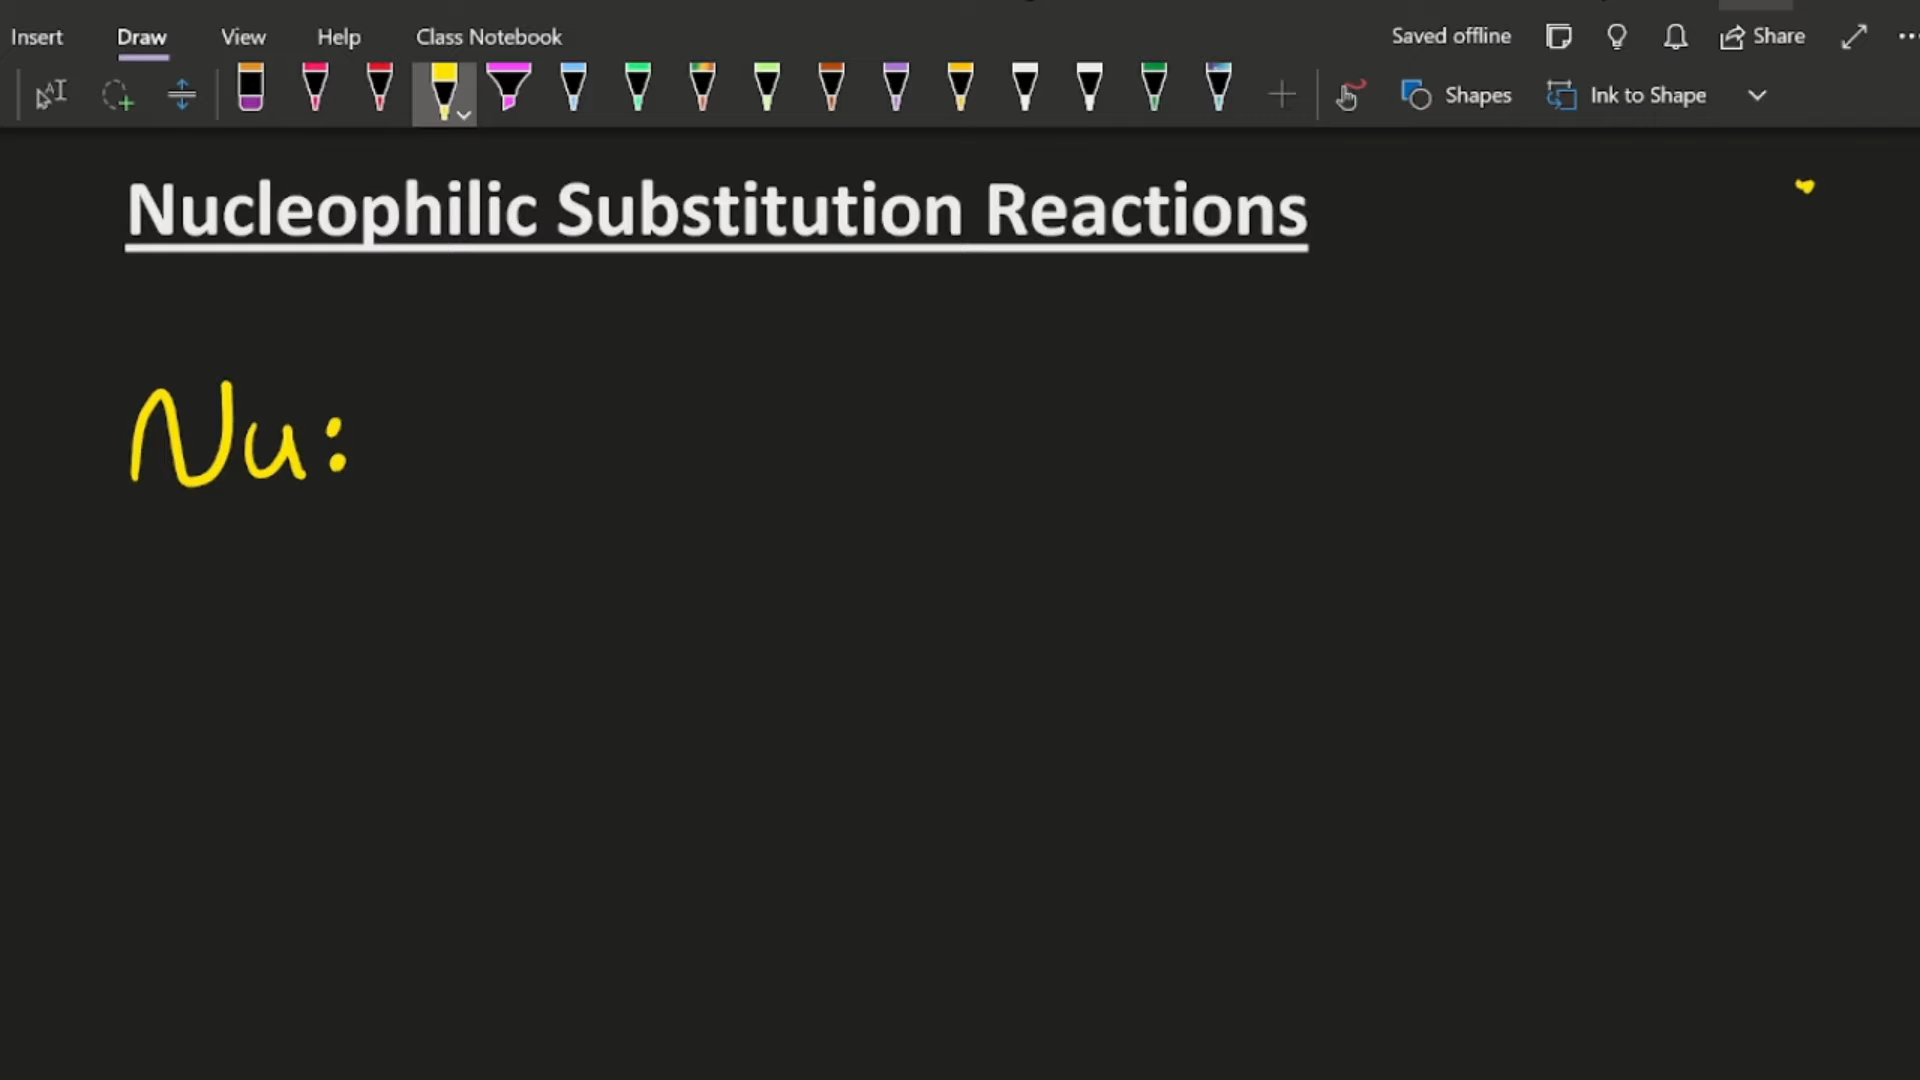 Insert Draw View Help Class Notebook Saved offline Share
Shapes Ink to Shape
Nucleophilic Substitution Reactions
Nu: